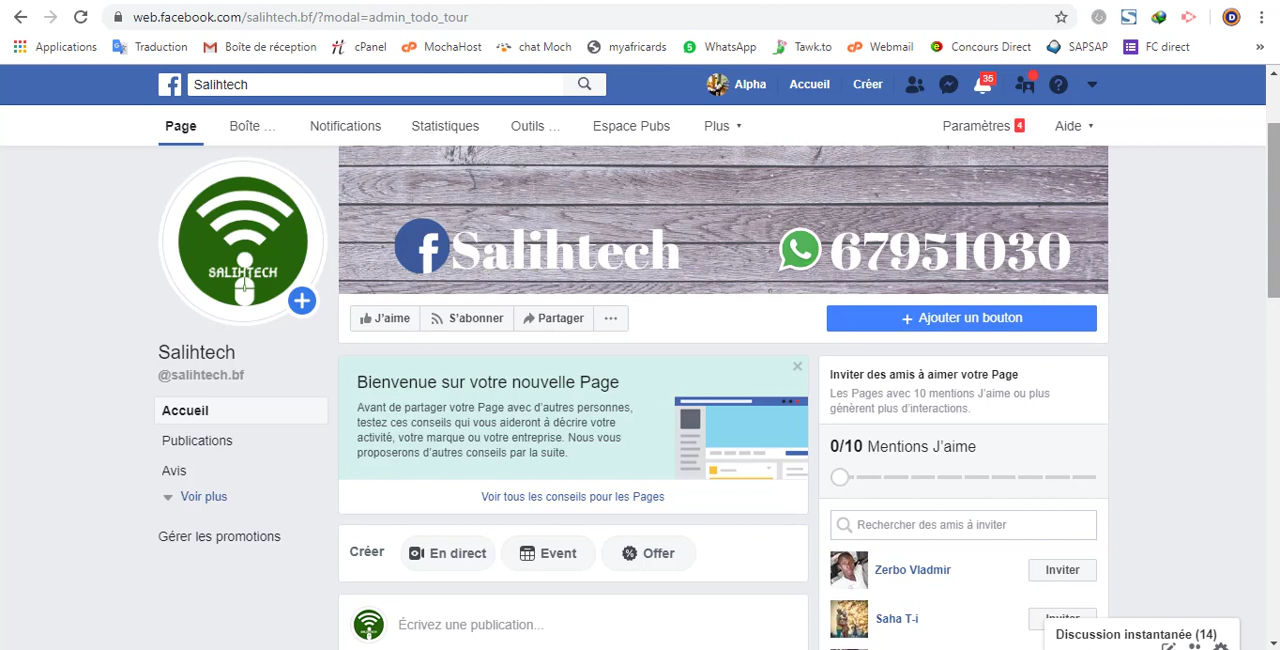 web.facebook.com/salihtech.bf/?modal=admin_todo_tour
Applications Traduction Boîte de réception cPanel MochaHost chat Moch myafricards WhatsApp Tawk.to Webmail Concours Direct SAPSAP FC direct »
Salihtech Alpha Accueil Créer 35
Page Boîte ... Notifications Statistiques Outils ... Espace Pubs Plus Paramètres 4 Aide
SALIHTECH
Salihtech 67951030
J'aime S'abonner Partager ... + Ajouter un bouton
Salihtech
@salihtech.bf
Accueil
Publications
Avis
Voir plus
Gérer les promotions
Bienvenue sur votre nouvelle Page
Avant de partager votre Page avec d'autres personnes,
testez ces conseils qui vous aideront à décrire votre
activité, votre marque ou votre entreprise. Nous vous
proposerons d'autres conseils par la suite.
Voir tous les conseils pour les Pages
Créer En direct Event Offer
Écrivez une publication...
Inviter des amis à aimer votre Page
Les Pages avec 10 mentions J'aime ou plus
génèrent plus d'interactions.
0/10 Mentions J'aime
Rechercher des amis à inviter
Zerbo Vladmir Inviter
Saha T-i Inviter
Discussion instantanée (14)